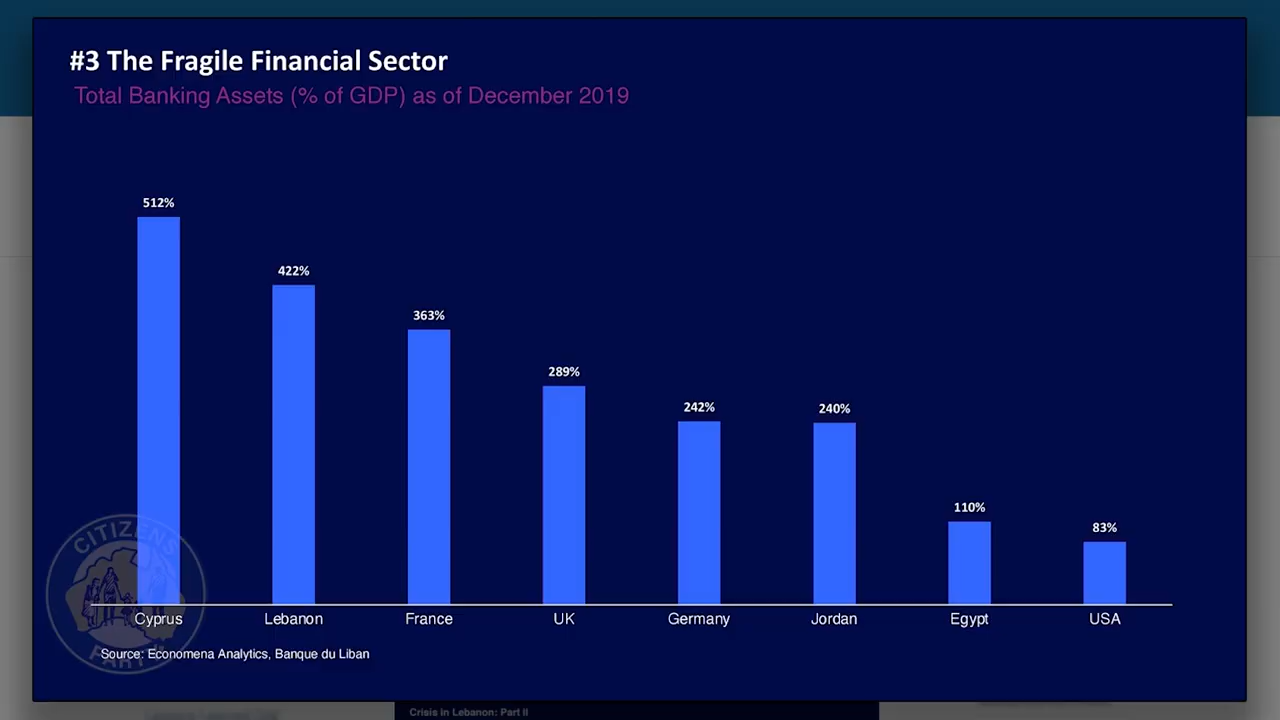 #3 The Fragile Financial Sector
Total Banking Assets (% of GDP) as of December 2019
512%
422%
363%
289%
242%
240%
110%
83%
Cyprus
Lebanon
France
UK
Germany
Jordan
Egypt
USA
CITIZENS
PARTY
Source: Economena Analytics, Banque du Liban
Crisis in Lebanon: Part II